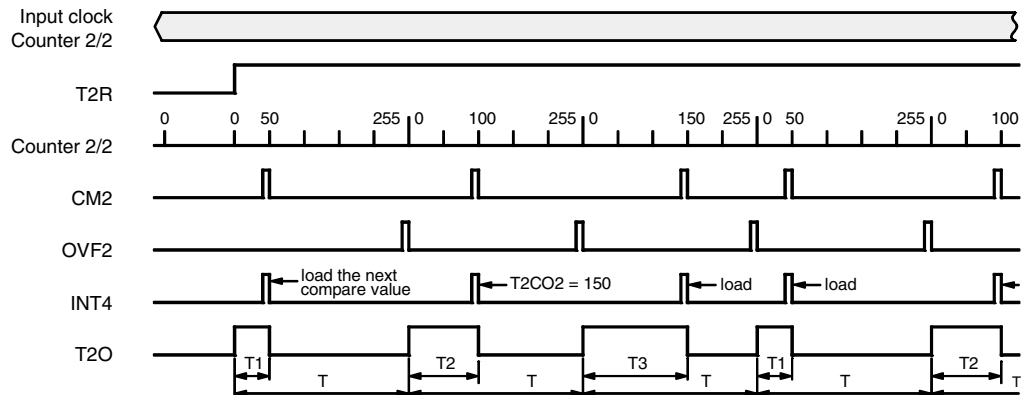 Input clock
Counter 2/2
T2R
0 0 50 255 0 100 255 0 150 255 0 50 255 0 100
Counter 2/2
CM2
OVF2
INT4
load the next
compare value
T2CO2 = 150
load
load
T2O
T1 T2 T3 T1 T2
T T T T T